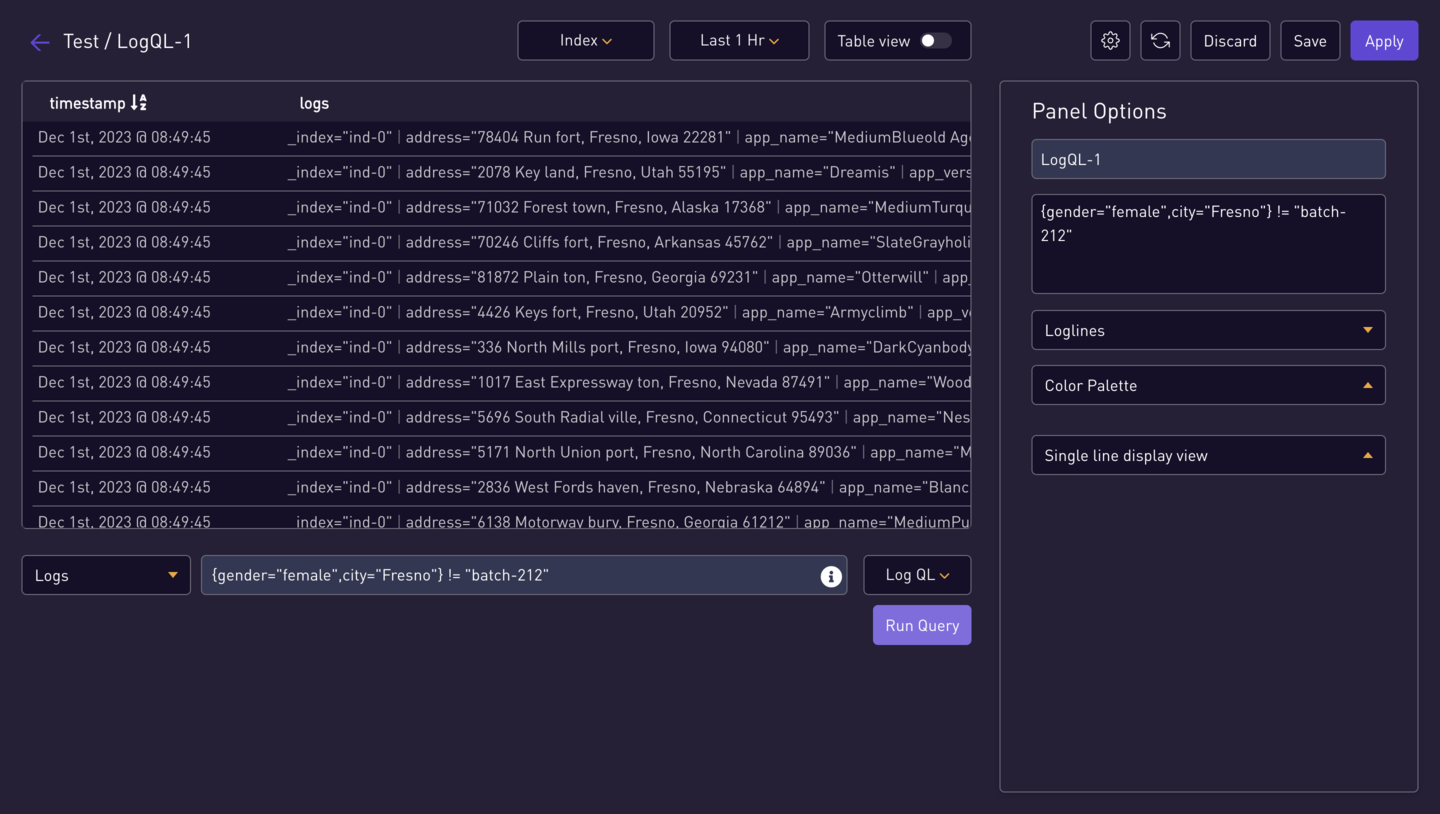 Test / LogQL-1
Index
Last 1 Hr
Table view
Discard
Save
Apply
timestamp
logs
Dec 1st, 2023 @ 08:49:45 _index="ind-0" | address="78404 Run fort, Fresno, Iowa 22281" | app_name="MediumBlueold Ag
Dec 1st, 2023 @ 08:49:45 _index="ind-0" | address="2078 Key land, Fresno, Utah 55195" | app_name="Dreamis" | app_vers
Dec 1st, 2023 @ 08:49:45 _index="ind-0" | address="71032 Forest town, Fresno, Alaska 17368" | app_name="MediumTurqu
Dec 1st, 2023 @ 08:49:45 _index="ind-0" | address="70246 Cliffs fort, Fresno, Arkansas 45762" | app_name="SlateGrayholi
Dec 1st, 2023 @ 08:49:45 _index="ind-0" | address="81872 Plain ton, Fresno, Georgia 69231" | app_name="Otterwill" | app_
Dec 1st, 2023 @ 08:49:45 _index="ind-0" | address="4426 Keys fort, Fresno, Utah 20952" | app_name="Armyclimb" | app_v
Dec 1st, 2023 @ 08:49:45 _index="ind-0" | address="336 North Mills port, Fresno, Iowa 94080" | app_name="DarkCyanbody
Dec 1st, 2023 @ 08:49:45 _index="ind-0" | address="1017 East Expressway ton, Fresno, Nevada 87491" | app_name="Wood
Dec 1st, 2023 @ 08:49:45 _index="ind-0" | address="5696 South Radial ville, Fresno, Connecticut 95493" | app_name="Nes
Dec 1st, 2023 @ 08:49:45 _index="ind-0" | address="5171 North Union port, Fresno, North Carolina 89036" | app_name="M
Dec 1st, 2023 @ 08:49:45 _index="ind-0" | address="2836 West Fords haven, Fresno, Nebraska 64894" | app_name="Blanc
Dec 1st, 2023 @ 08:49:45 _index="ind-0" | address="6138 Motorway bury, Fresno, Georgia 61212" | app_name="MediumPu
Logs
{gender="female",city="Fresno"} != "batch-212"
Log QL
Run Query
Panel Options
LogQL-1
{gender="female",city="Fresno"} != "batch-
212"
Loglines
Color Palette
Single line display view